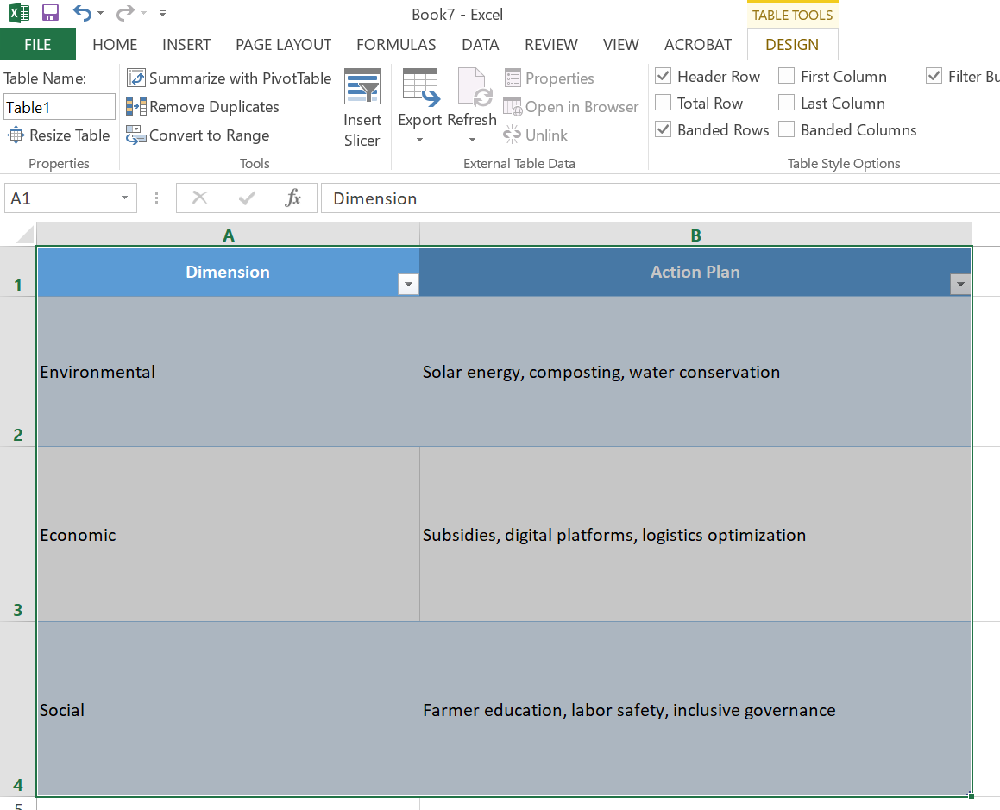 Book7 - Excel
TABLE TOOLS
FILE HOME INSERT PAGE LAYOUT FORMULAS DATA REVIEW VIEW ACROBAT DESIGN
Table Name:
Table1
Resize Table
Properties
Summarize with PivotTable
Remove Duplicates
Convert to Range
Tools
Insert
Slicer
Export
Refresh
Properties
Open in Browser
Unlink
External Table Data
Header Row
Total Row
Banded Rows
First Column
Last Column
Banded Columns
Filter Bu
Table Style Options
A1
fx
Dimension
A B
1 Dimension Action Plan
2 Environmental Solar energy, composting, water conservation
3 Economic Subsidies, digital platforms, logistics optimization
4 Social Farmer education, labor safety, inclusive governance
5